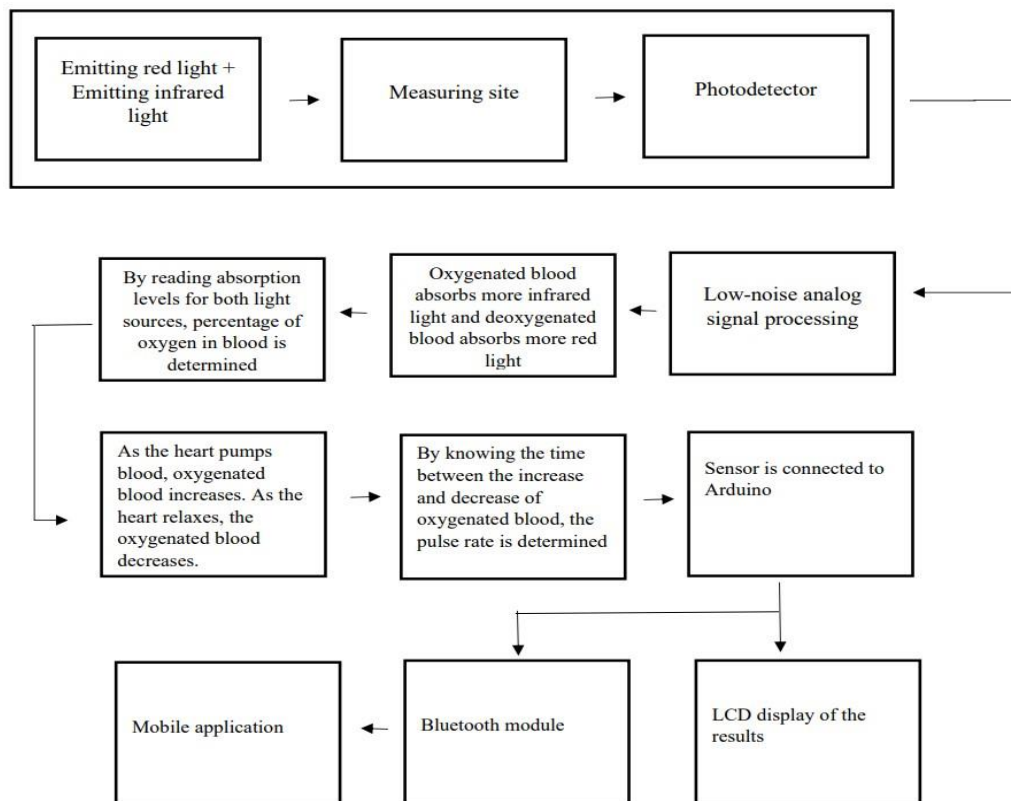 Emitting red light +
Emitting infrared
light
Measuring site
Photodetector
Low-noise analog
signal processing
Oxygenated blood
absorbs more infrared
light and deoxygenated
blood absorbs more red
light
By reading absorption
levels for both light
sources, percentage of
oxygen in blood is
determined
As the heart pumps
blood, oxygenated
blood increases. As the
heart relaxes, the
oxygenated blood
decreases.
By knowing the time
between the increase
and decrease of
oxygenated blood, the
pulse rate is determined
Sensor is connected to
Arduino
Mobile application
Bluetooth module
LCD display of the
results